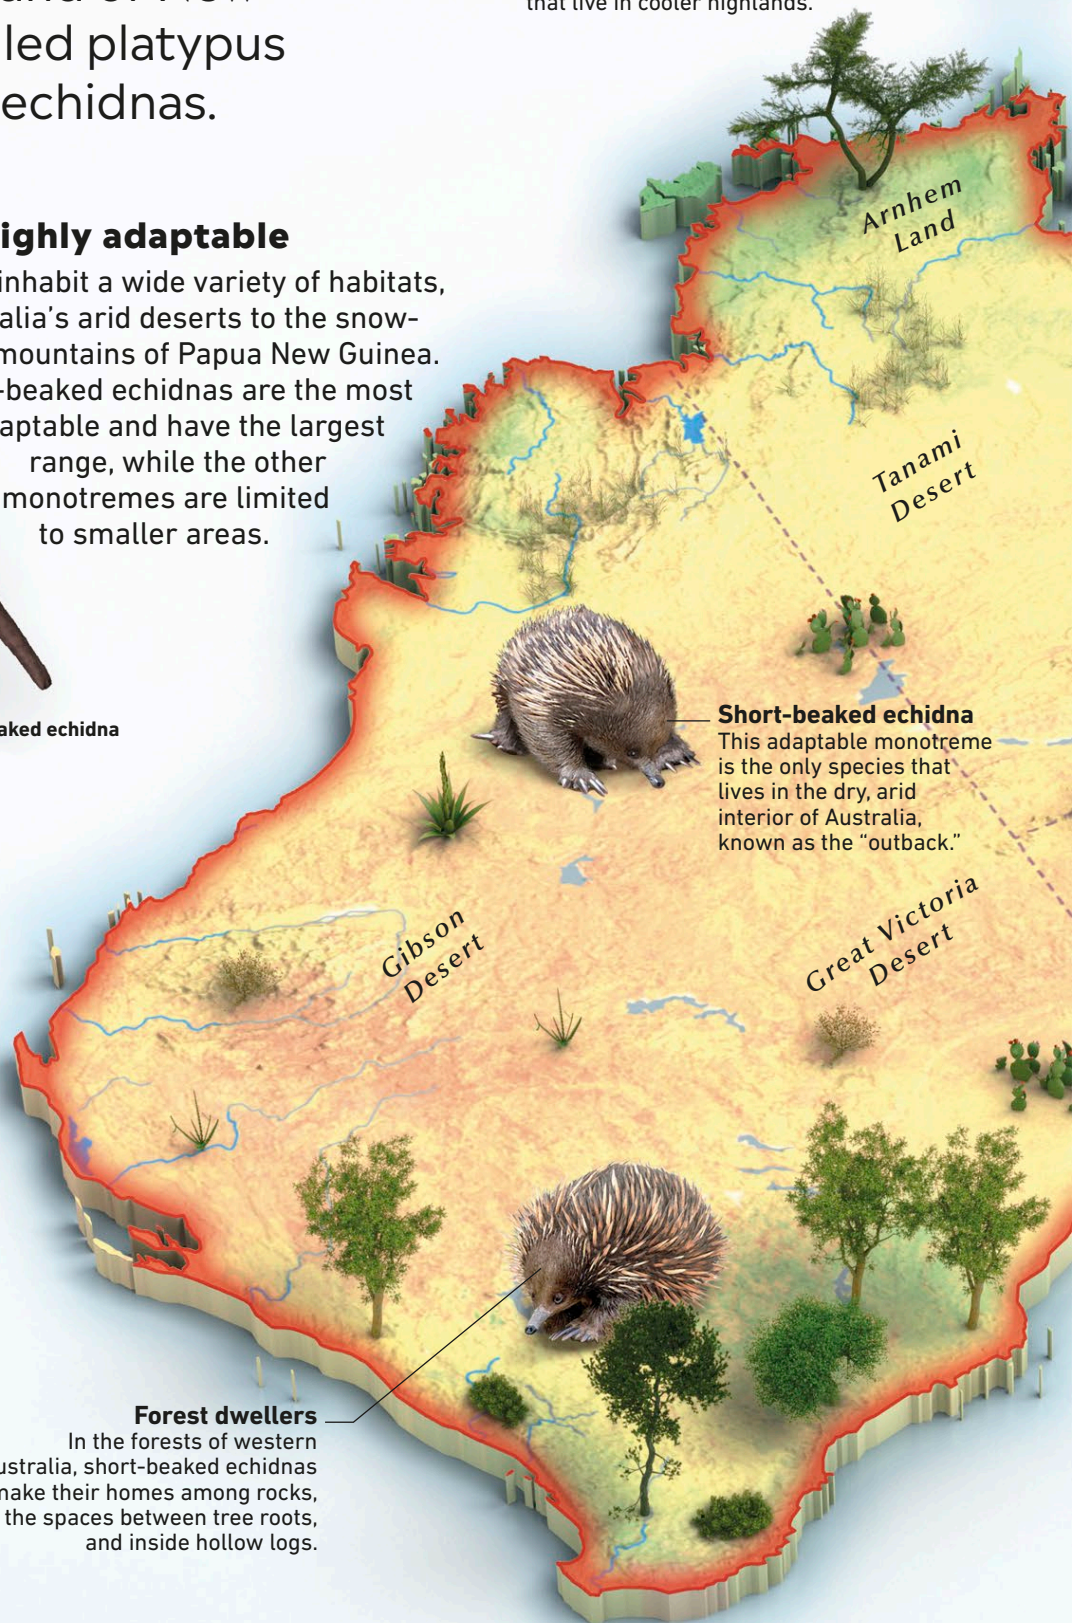 that live in cooler highlands.
led platypus
echidnas.
ighly adaptable
inhabit a wide variety of habitats,
alia's arid deserts to the snow-
mountains of Papua New Guinea.
-beaked echidnas are the most
aptable and have the largest
range, while the other
monotremes are limited
to smaller areas.
aked echidna
Arnhem
Land
Tanami
Desert
Short-beaked echidna
This adaptable monotreme
is the only species that
lives in the dry, arid
interior of Australia,
known as the “outback.”
Gibson
Desert
Great Victoria
Desert
Forest dwellers
In the forests of western
ustralia, short-beaked echidnas
make their homes among rocks,
the spaces between tree roots,
and inside hollow logs.